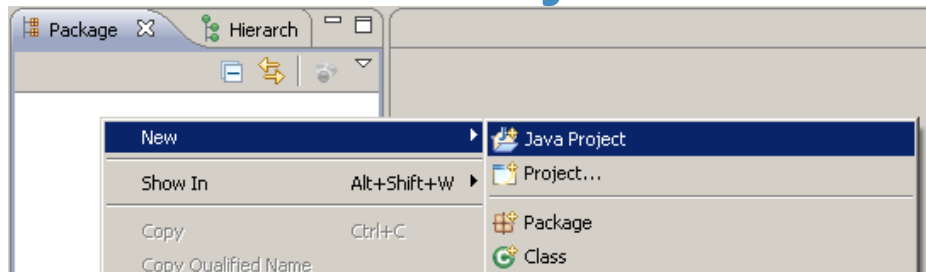 Package Hierarch
New Java Project
Show In Alt+Shift+W Project...
Copy Ctrl+C Package
Copy Qualified Name Class